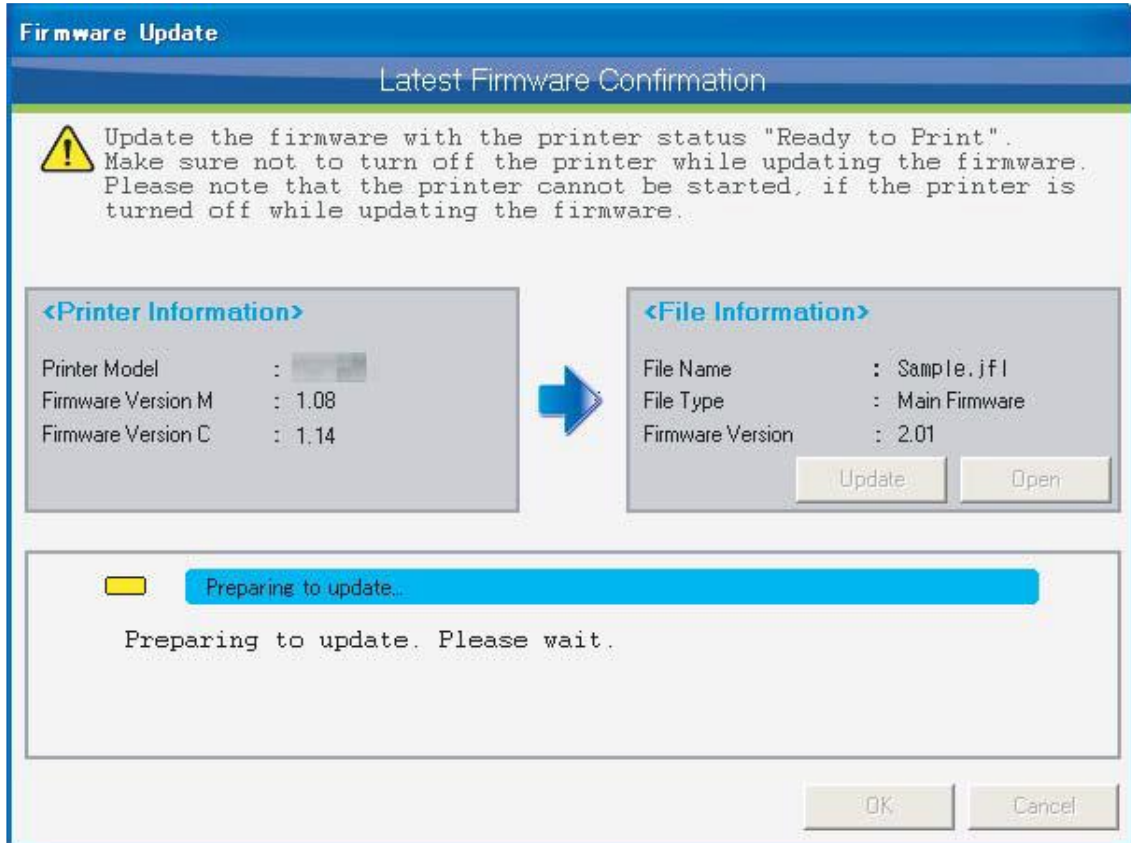 Firmware Update
Latest Firmware Confirmation
Update the firmware with the printer status "Ready to Print".
Make sure not to turn off the printer while updating the firmware.
Please note that the printer cannot be started, if the printer is
turned off while updating the firmware.
<Printer Information>
Printer Model :
Firmware Version M : 1.08
Firmware Version C : 1.14
<File Information>
File Name : Sample.jfl
File Type : Main Firmware
Firmware Version : 2.01
Update Open
Preparing to update...
Preparing to update. Please wait.
OK Cancel